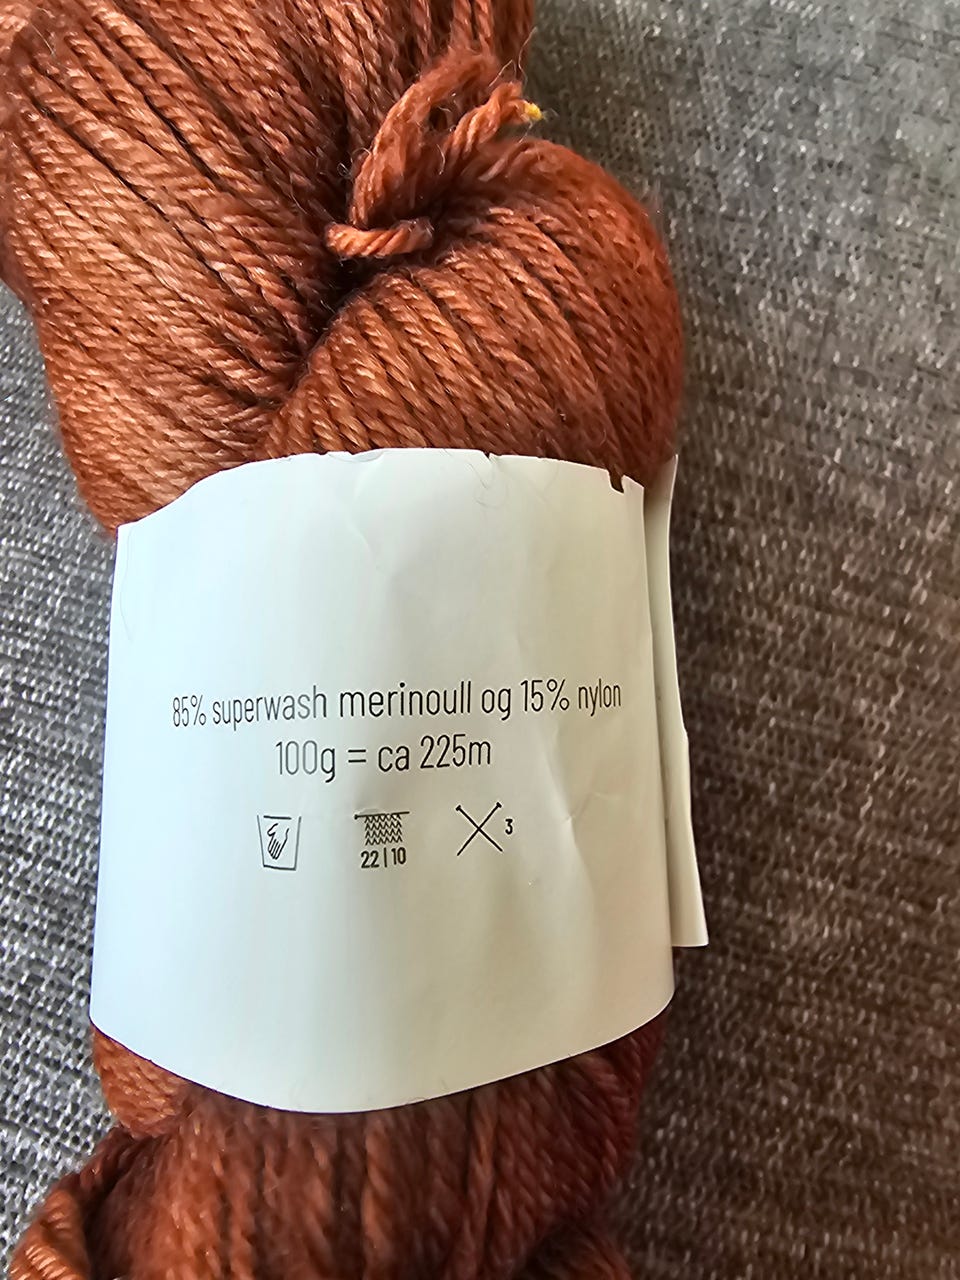 85% superwash merinoull og 15% nylon
100g = ca 225m
22 | 10
3